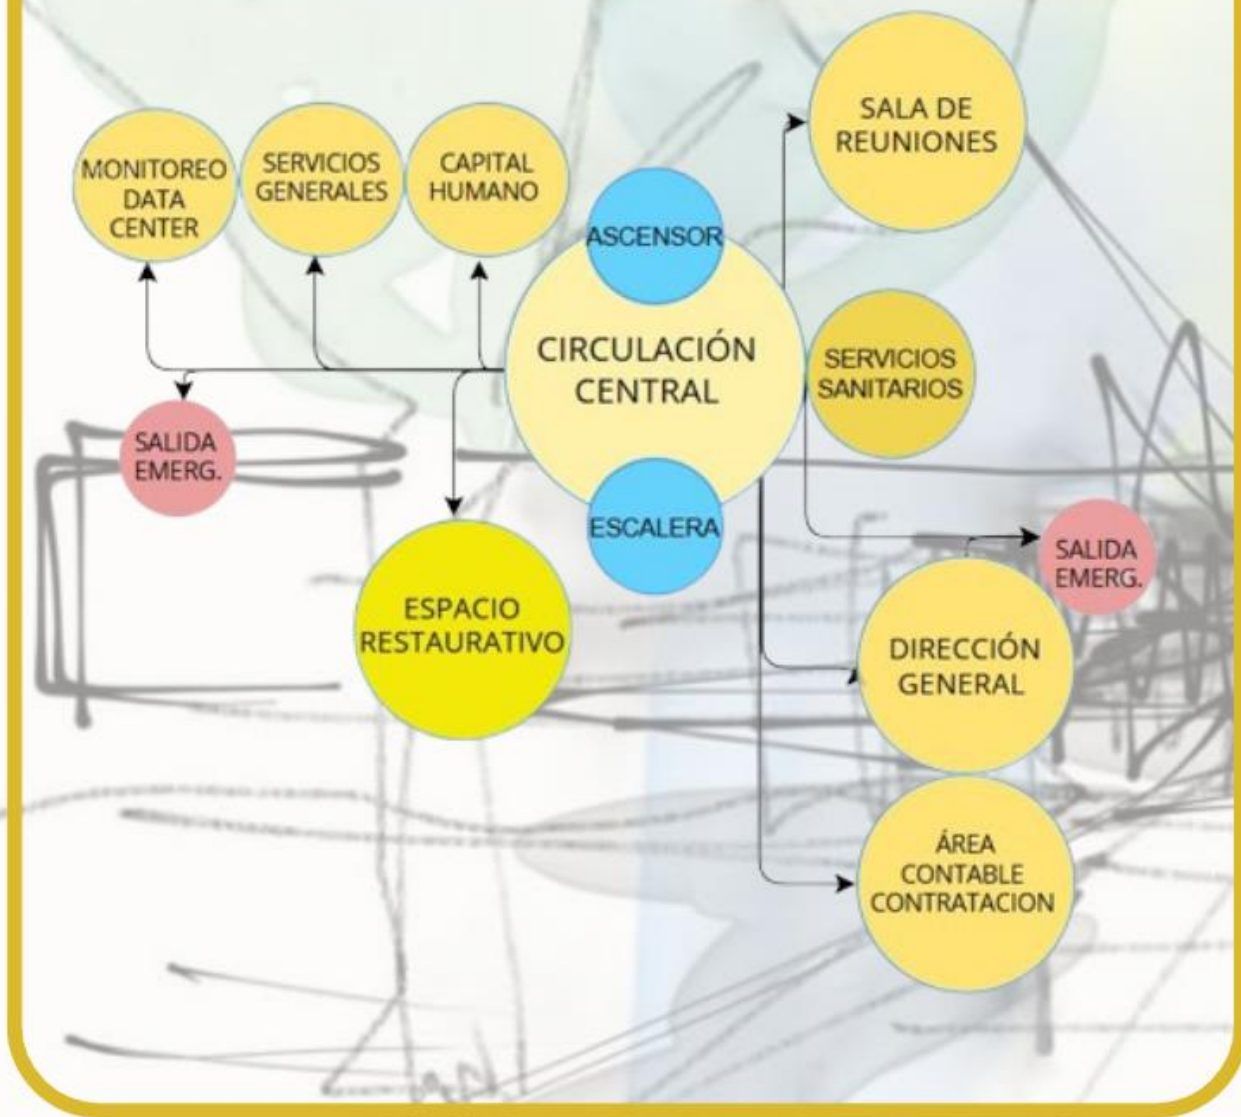 SALA DE
REUNIONES
MONITOREO
DATA
CENTER
SERVICIOS
GENERALES
CAPITAL
HUMANO
ASCENSOR
CIRCULACIÓN
CENTRAL
SERVICIOS
SANITARIOS
SALIDA
EMERG.
ESCALERA
ESPACIO
RESTAURATIVO
SALIDA
EMERG.
DIRECCIÓN
GENERAL
ÁREA
CONTABLE
CONTRATACION